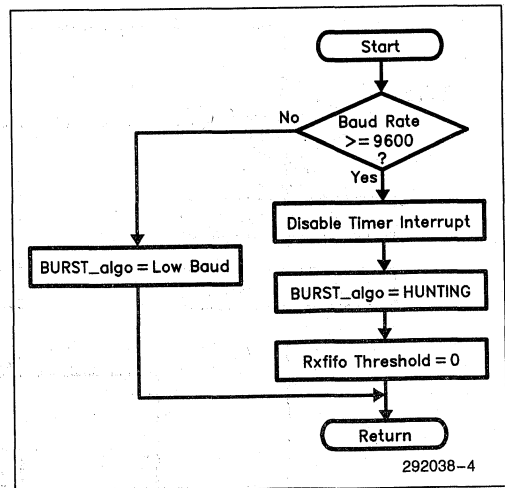 Start
No
Baud Rate
>= 9600
?
Yes
Disable Timer Interrupt
BURST_algo = Low Baud
BURST_algo = HUNTING
Rxfifo Threshold = 0
Return
292038-4